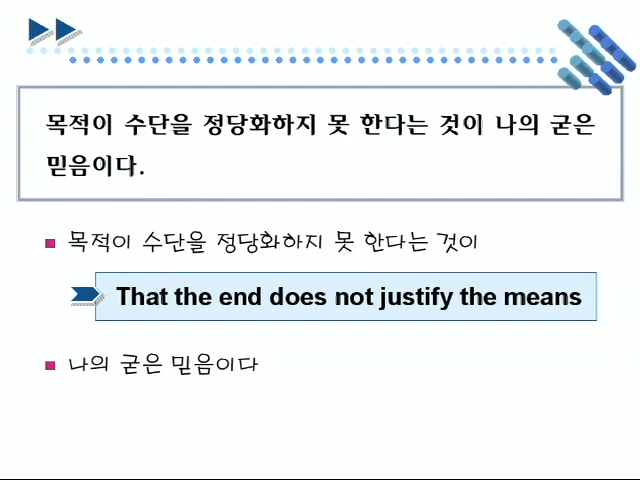 목적이 수단을 정당화하지 못 한다는 것이 나의 굳은
믿음이다.
목적이 수단을 정당화하지 못 한다는 것이
That the end does not justify the means
나의 굳은 믿음이다